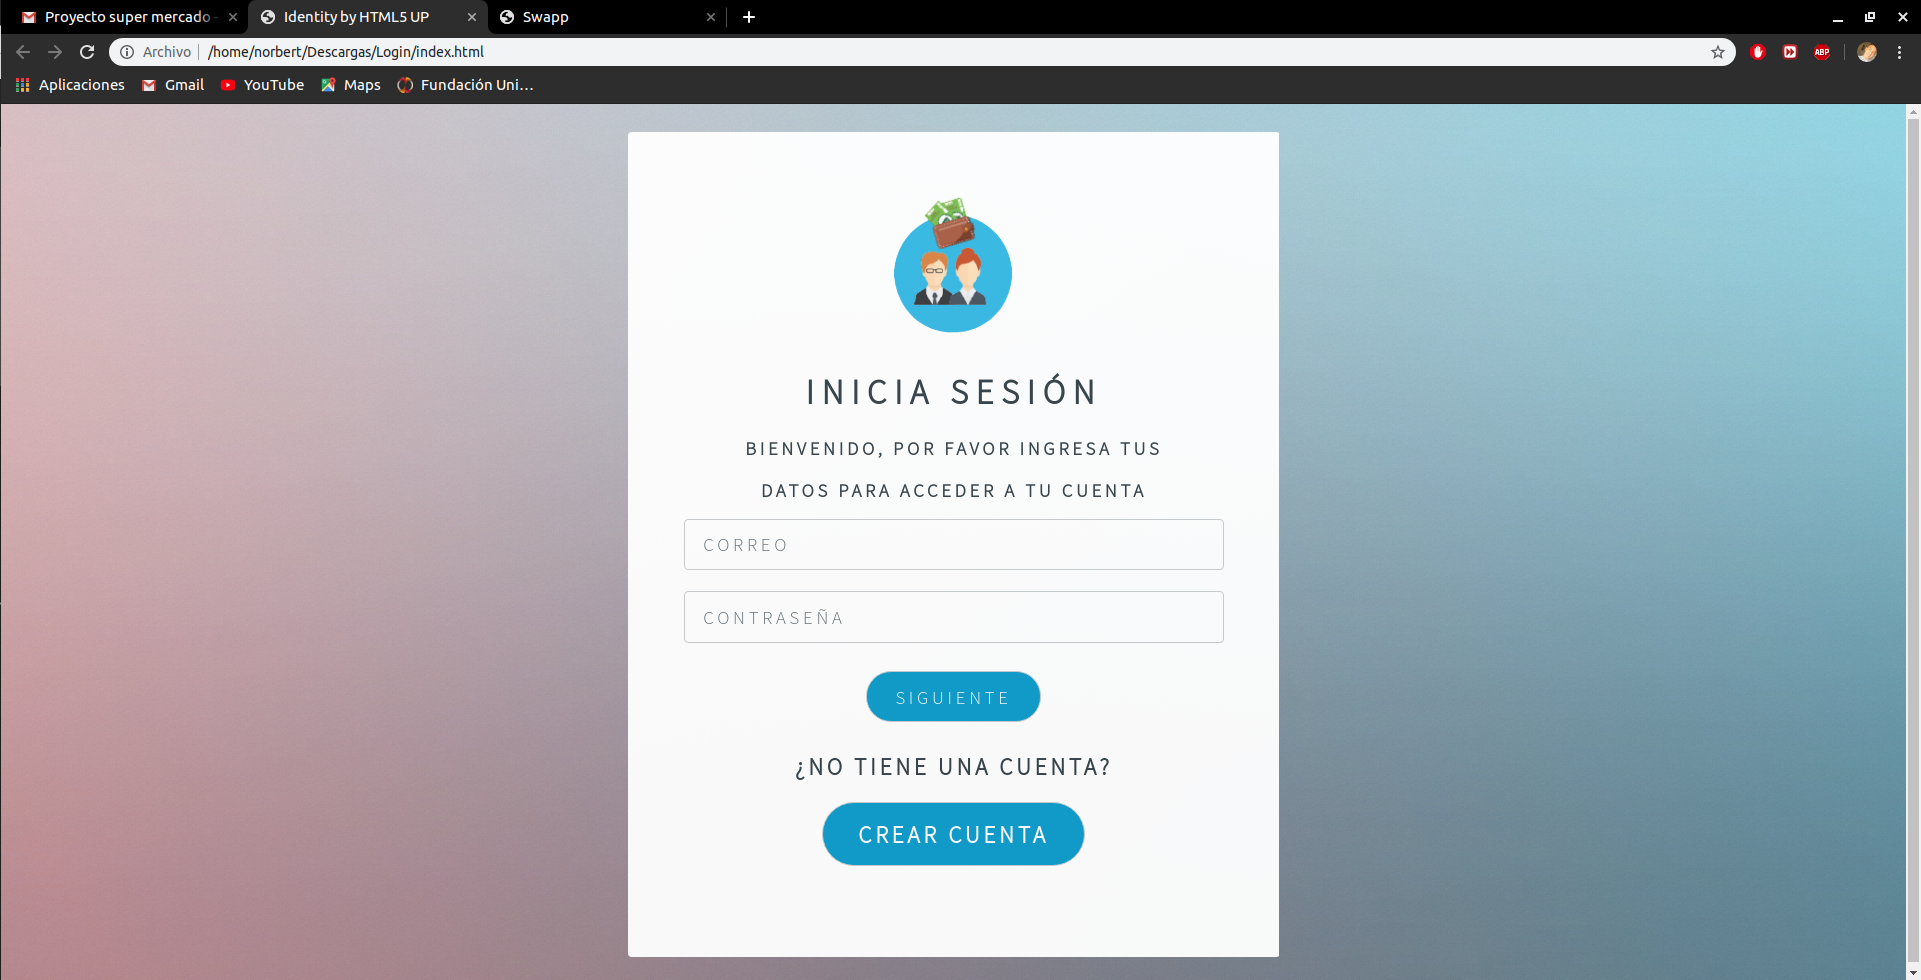 Proyecto super mercado -
Identity by HTML5 UP
Swapp
Archivo | /home/norbert/Descargas/Login/index.html
ABP
Aplicaciones
Gmail
YouTube
Maps
Fundación Uni...
INICIA SESIÓN
BIENVENIDO, POR FAVOR INGRESA TUS
DATOS PARA ACCEDER A TU CUENTA
CORREO
CONTRASEÑA
SIGUIENTE
¿NO TIENE UNA CUENTA?
CREAR CUENTA